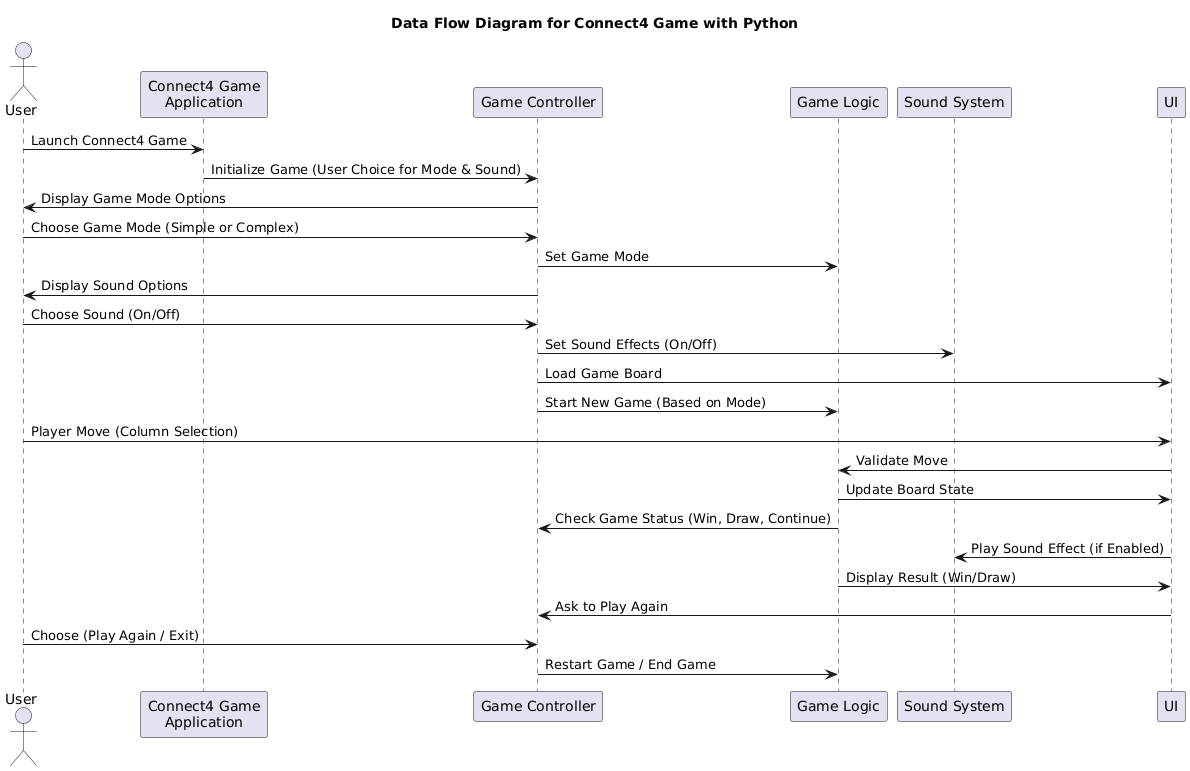 Data Flow Diagram for Connect4 Game with Python
User
Connect4 Game
Application
Game Controller
Game Logic
Sound System
UI
Launch Connect4 Game
Initialize Game (User Choice for Mode & Sound)
Display Game Mode Options
Choose Game Mode (Simple or Complex)
Set Game Mode
Display Sound Options
Choose Sound (On/Off)
Set Sound Effects (On/Off)
Load Game Board
Start New Game (Based on Mode)
Player Move (Column Selection)
Validate Move
Update Board State
Check Game Status (Win, Draw, Continue)
Play Sound Effect (if Enabled)
Display Result (Win/Draw)
Ask to Play Again
Choose (Play Again / Exit)
Restart Game / End Game
User
Connect4 Game
Application
Game Controller
Game Logic
Sound System
UI